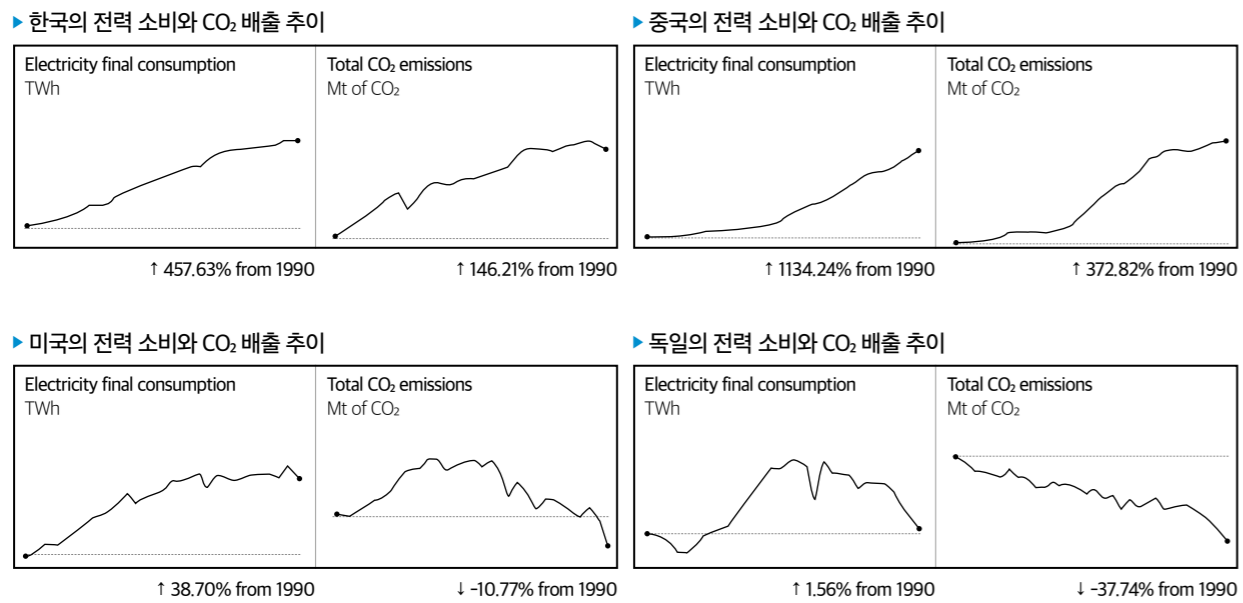 ▶ 한국의 전력 소비와 CO₂ 배출 추이
Electricity final consumption
TWh
Total CO₂ emissions
Mt of CO₂
↑ 457.63% from 1990
↑ 146.21% from 1990
▶ 중국의 전력 소비와 CO₂ 배출 추이
Electricity final consumption
TWh
Total CO₂ emissions
Mt of CO₂
↑ 1134.24% from 1990
↑ 372.82% from 1990
▶ 미국의 전력 소비와 CO₂ 배출 추이
Electricity final consumption
TWh
Total CO₂ emissions
Mt of CO₂
↑ 38.70% from 1990
↓ -10.77% from 1990
▶ 독일의 전력 소비와 CO₂ 배출 추이
Electricity final consumption
TWh
Total CO₂ emissions
Mt of CO₂
↑ 1.56% from 1990
↓ -37.74% from 1990